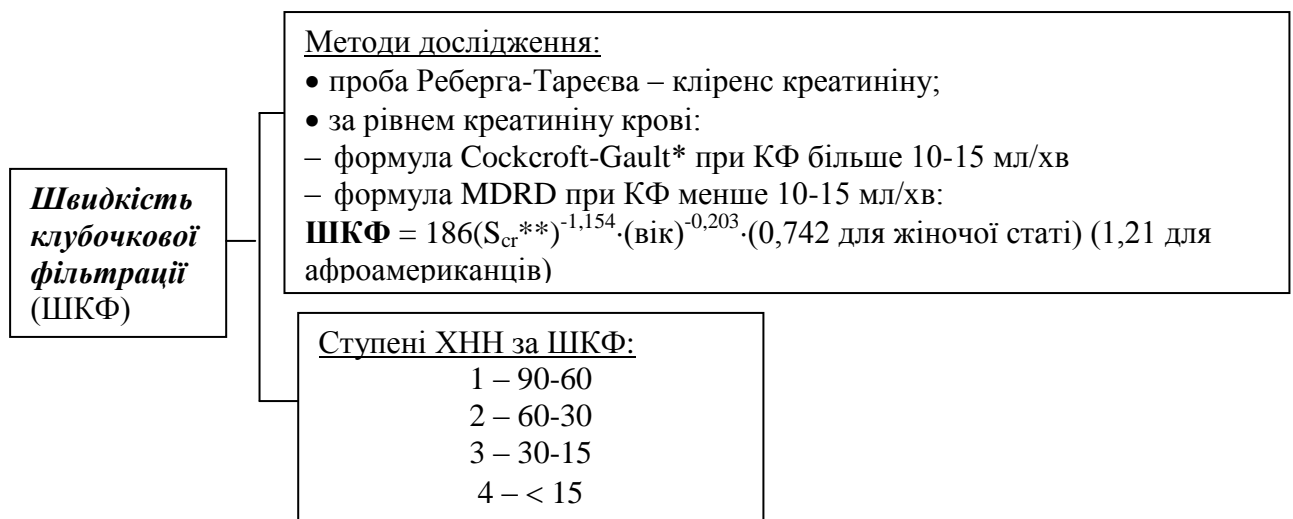 Швидкість
клубочкової
фільтрації
(ШКФ)
Методи дослідження:
• проба Реберга-Тареєва – кліренс креатиніну;
• за рівнем креатиніну крові:
– формула Cockcroft-Gault* при КФ більше 10-15 мл/хв
– формула MDRD при КФ менше 10-15 мл/хв:
ШКФ = 186(S_cr**)^-1,154·(вік)^-0,203·(0,742 для жіночої статі) (1,21 для
афроамериканців)
Ступені ХНН за ШКФ:
1 – 90-60
2 – 60-30
3 – 30-15
4 – < 15